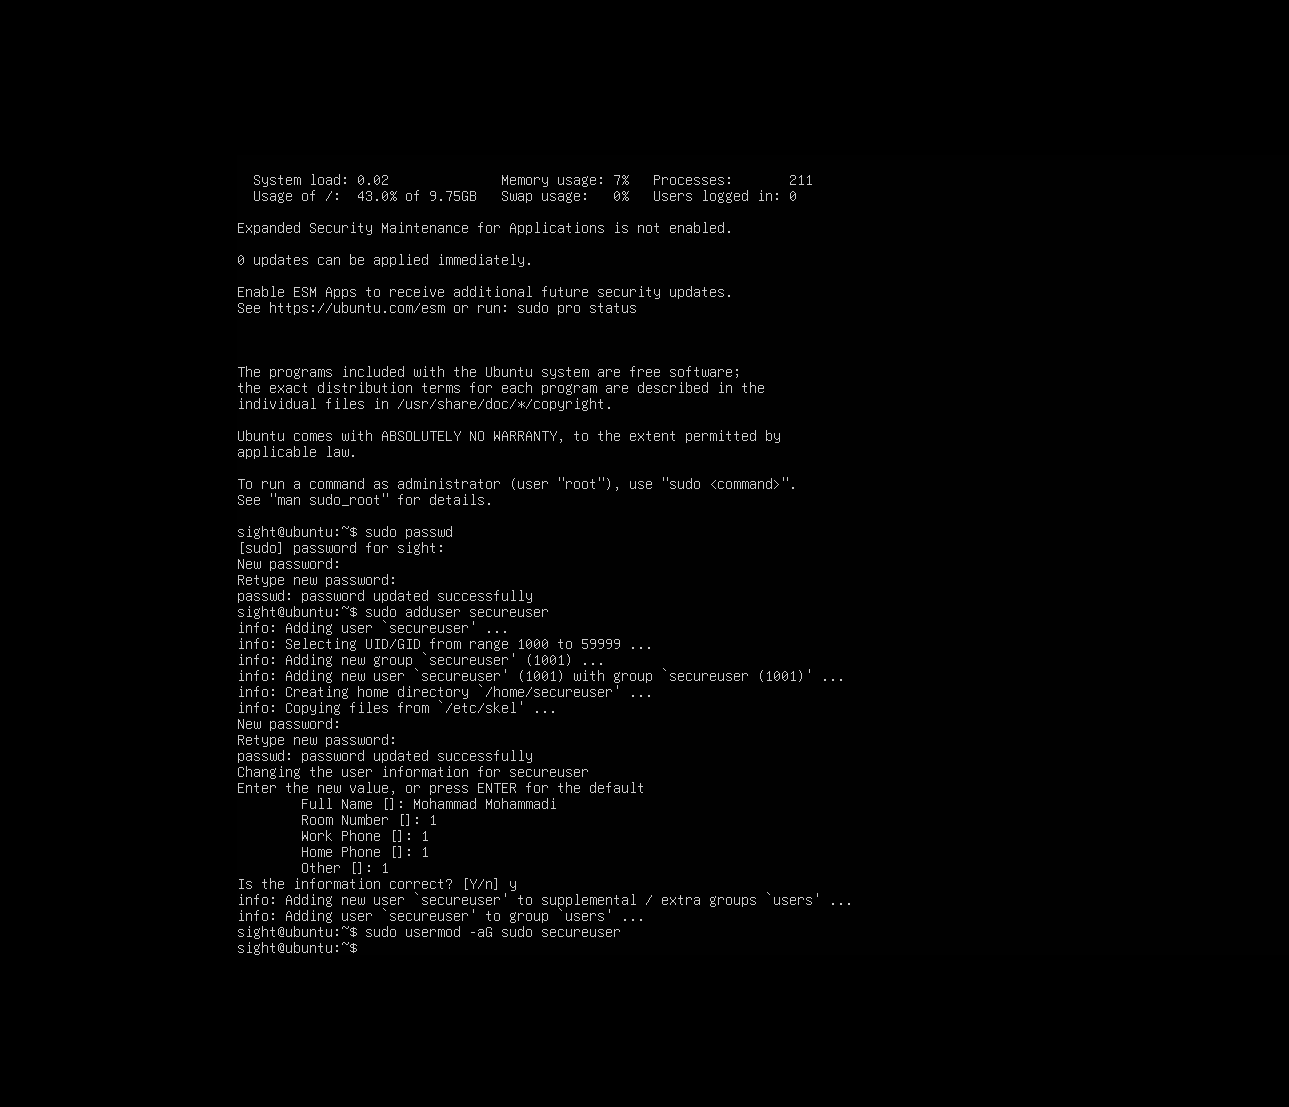 System load: 0.02 Memory usage: 7% Processes: 211
Usage of /: 43.0% of 9.75GB Swap usage: 0% Users logged in: 0
Expanded Security Maintenance for Applications is not enabled.
0 updates can be applied immediately.
Enable ESM Apps to receive additional future security updates.
See https://ubuntu.com/esm or run: sudo pro status
The programs included with the Ubuntu system are free software;
the exact distribution terms for each program are described in the
individual files in /usr/share/doc/*/copyright.
Ubuntu comes with ABSOLUTELY NO WARRANTY, to the extent permitted by
applicable law.
To run a command as administrator (user "root"), use "sudo <command>".
See "man sudo_root" for details.
sight@ubuntu:~$ sudo passwd
[sudo] password for sight:
New password:
Retype new password:
passwd: password updated successfully
sight@ubuntu:~$ sudo adduser secureuser
info: Adding user `secureuser' ...
info: Selecting UID/GID from range 1000 to 59999 ...
info: Adding new group `secureuser' (1001) ...
info: Adding new user `secureuser' (1001) with group `secureuser (1001)' ...
info: Creating home directory `/home/secureuser' ...
info: Copying files from `/etc/skel' ...
New password:
Retype new password:
passwd: password updated successfully
Changing the user information for secureuser
Enter the new value, or press ENTER for the default
Full Name []: Mohammad Mohammadi
Room Number []: 1
Work Phone []: 1
Home Phone []: 1
Other []: 1
Is the information correct? [Y/n] y
info: Adding new user `secureuser' to supplemental / extra groups `users' ...
info: Adding user `secureuser' to group `users' ...
sight@ubuntu:~$ sudo usermod -aG sudo secureuser
sight@ubuntu:~$